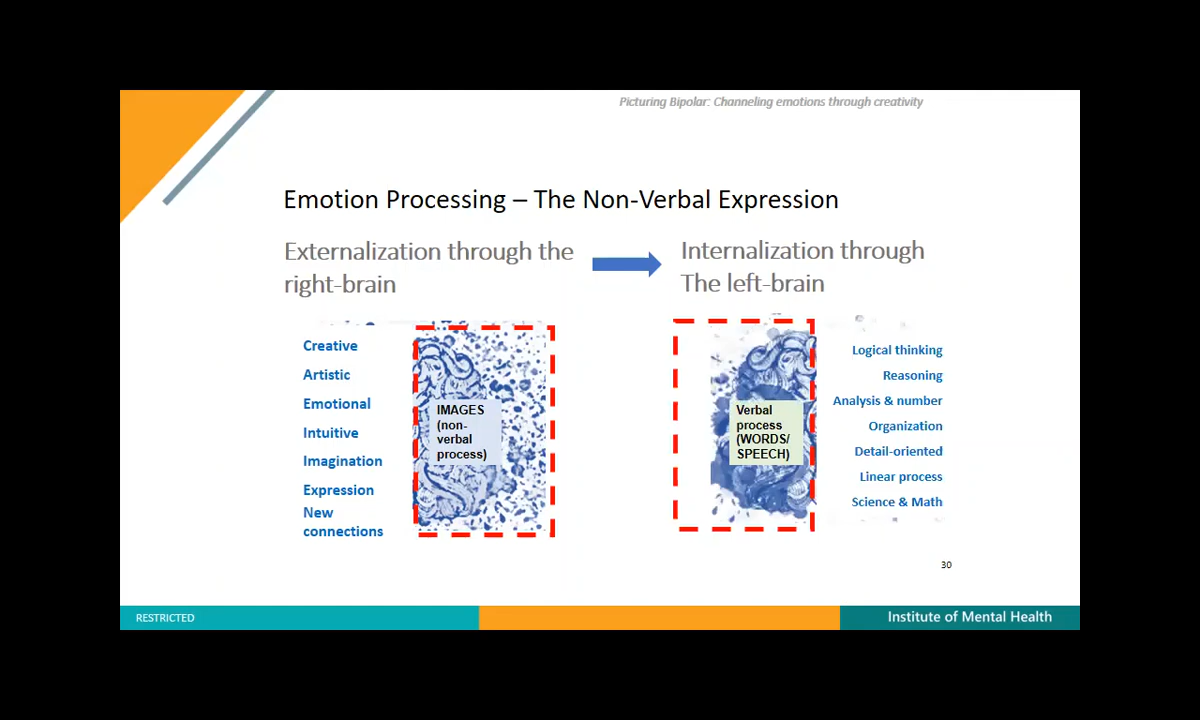 Picturing Bipolar: Channeling emotions through creativity
Emotion Processing – The Non-Verbal Expression
Externalization through the
right-brain
Internalization through
The left-brain
Creative
Artistic
Emotional
Intuitive
Imagination
Expression
New
connections
IMAGES
(non-
verbal
process)
Verbal
process
(WORDS/
SPEECH)
Logical thinking
Reasoning
Analysis & number
Organization
Detail-oriented
Linear process
Science & Math
30
RESTRICTED
Institute of Mental Health